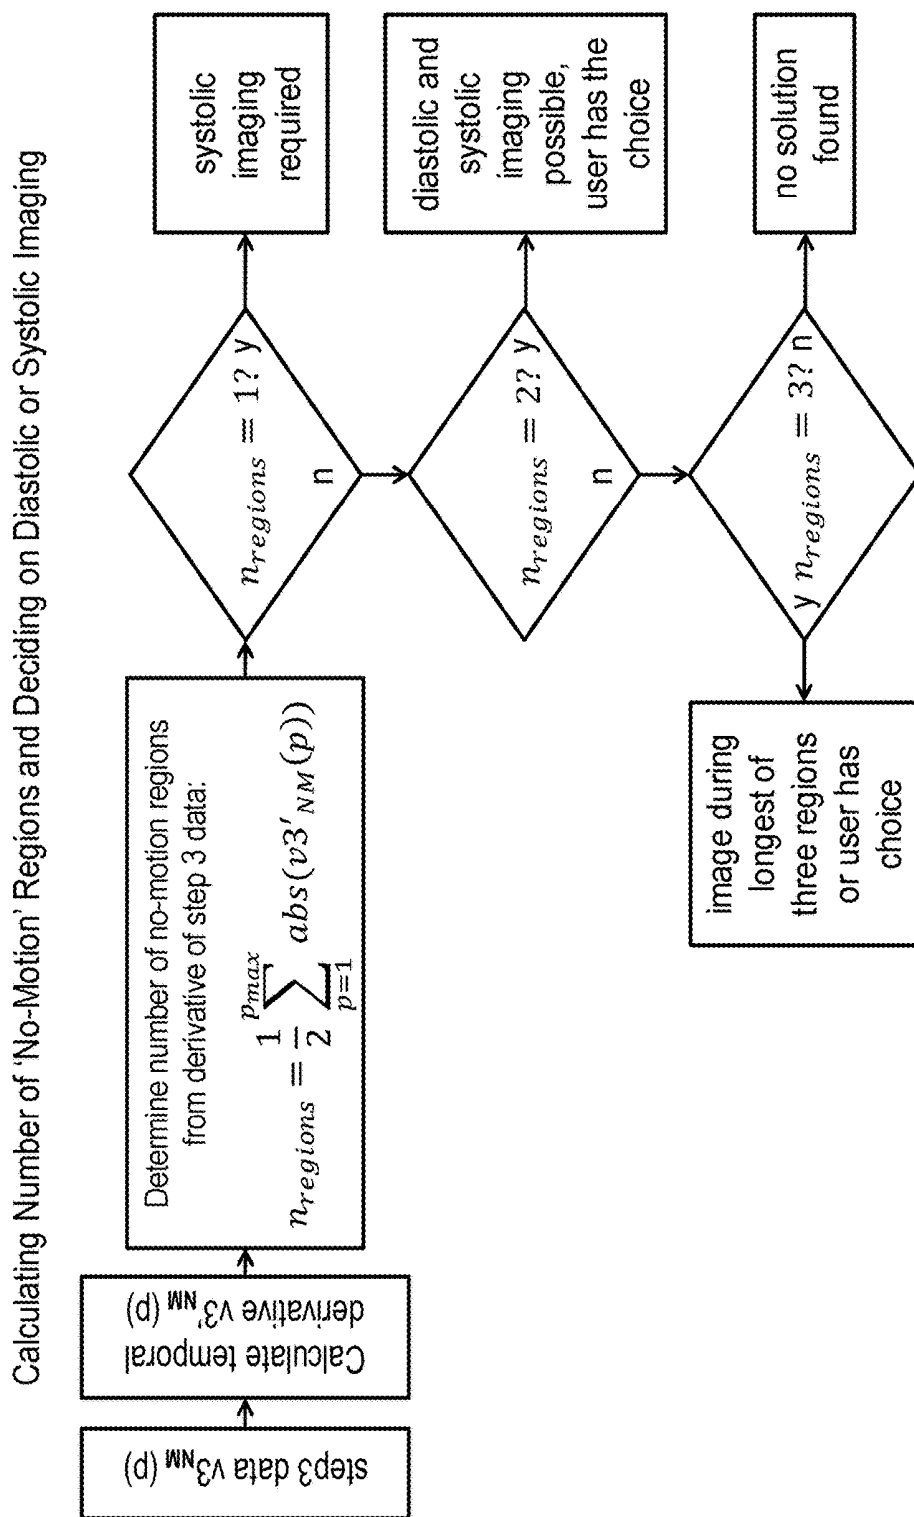 Calculating Number of 'No-Motion' Regions and Deciding on Diastolic or Systolic Imaging
step3 data v3NM (p)
Calculate temporal
derivative v3'NM (p)
Determine number of no-motion regions
from derivative of step 3 data:
n_regions = 1/2 ∑_{p=1}^{p_max} abs(v3'_NM(p))
n_regions = 1? y
n
systolic
imaging
required
n_regions = 2? y
n
diastolic and
systolic
imaging
possible,
user has the
choice
y n_regions = 3? n
no solution
found
image during
longest of
three regions
or user has
choice